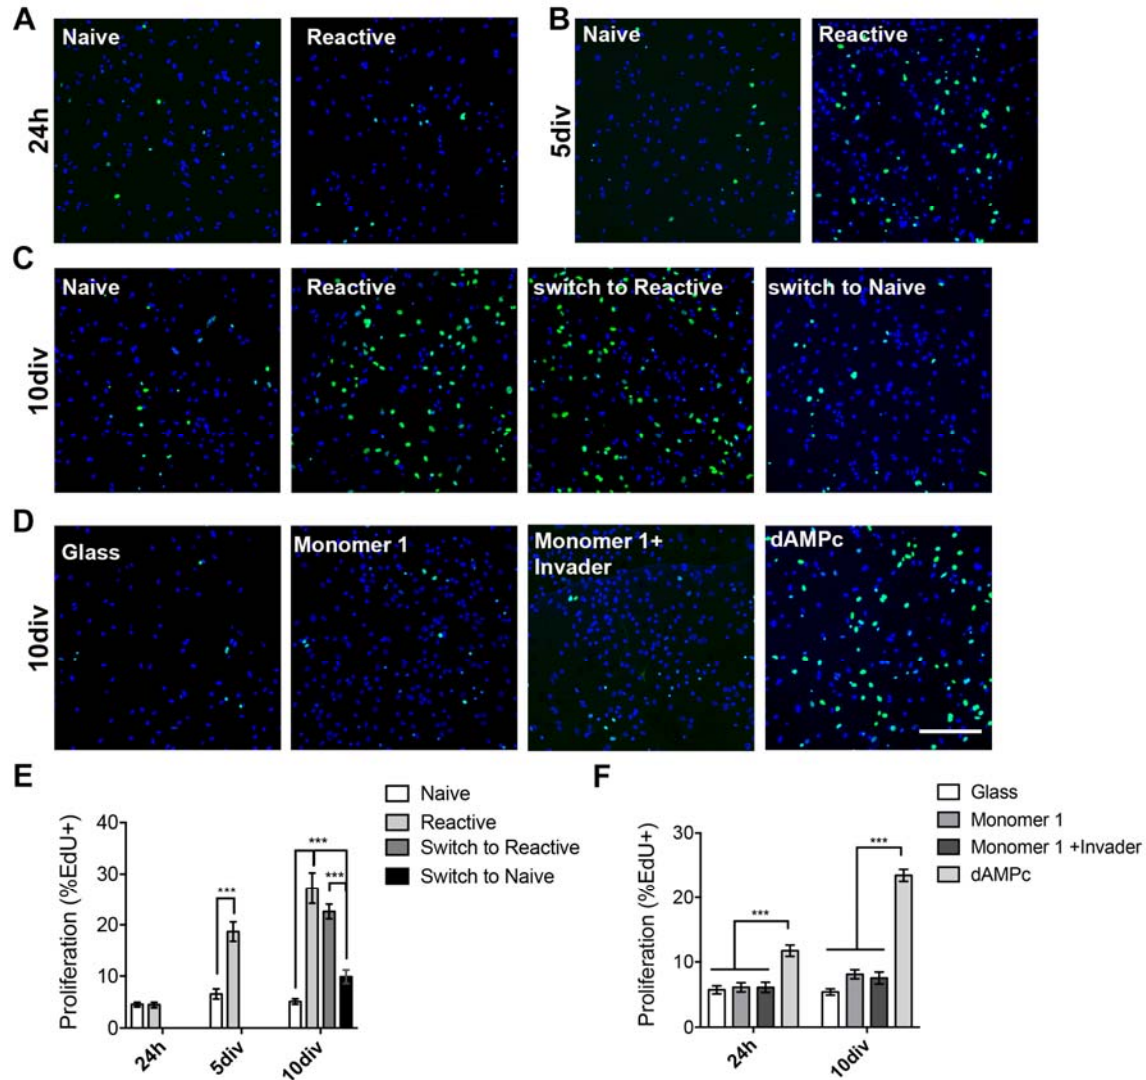 A
Naive
Reactive
24h
B
Naive
Reactive
5div
C
Naive
Reactive
switch to Reactive
switch to Naive
10div
D
Glass
Monomer 1
Monomer 1+
Invader
dAMPc
10div
E
Naive
Reactive
Switch to Reactive
Switch to Naive
Proliferation (%EdU+)
40
30
20
10
0
***
***
***
24h
5div
10div
F
Glass
Monomer 1
Monomer 1 +Invader
dAMPc
Proliferation (%EdU+)
30
20
10
0
***
***
24h
10div